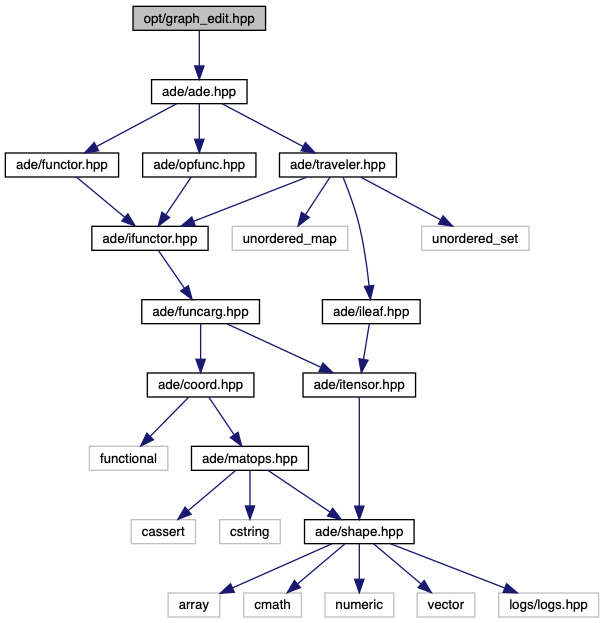 opt/graph_edit.hpp
ade/ade.hpp
ade/functor.hpp
ade/opfunc.hpp
ade/traveler.hpp
ade/ifunctor.hpp
unordered_map
unordered_set
ade/funcarg.hpp
ade/ileaf.hpp
ade/coord.hpp
ade/itensor.hpp
functional
ade/matops.hpp
cassert
cstring
ade/shape.hpp
array
cmath
numeric
vector
logs/logs.hpp